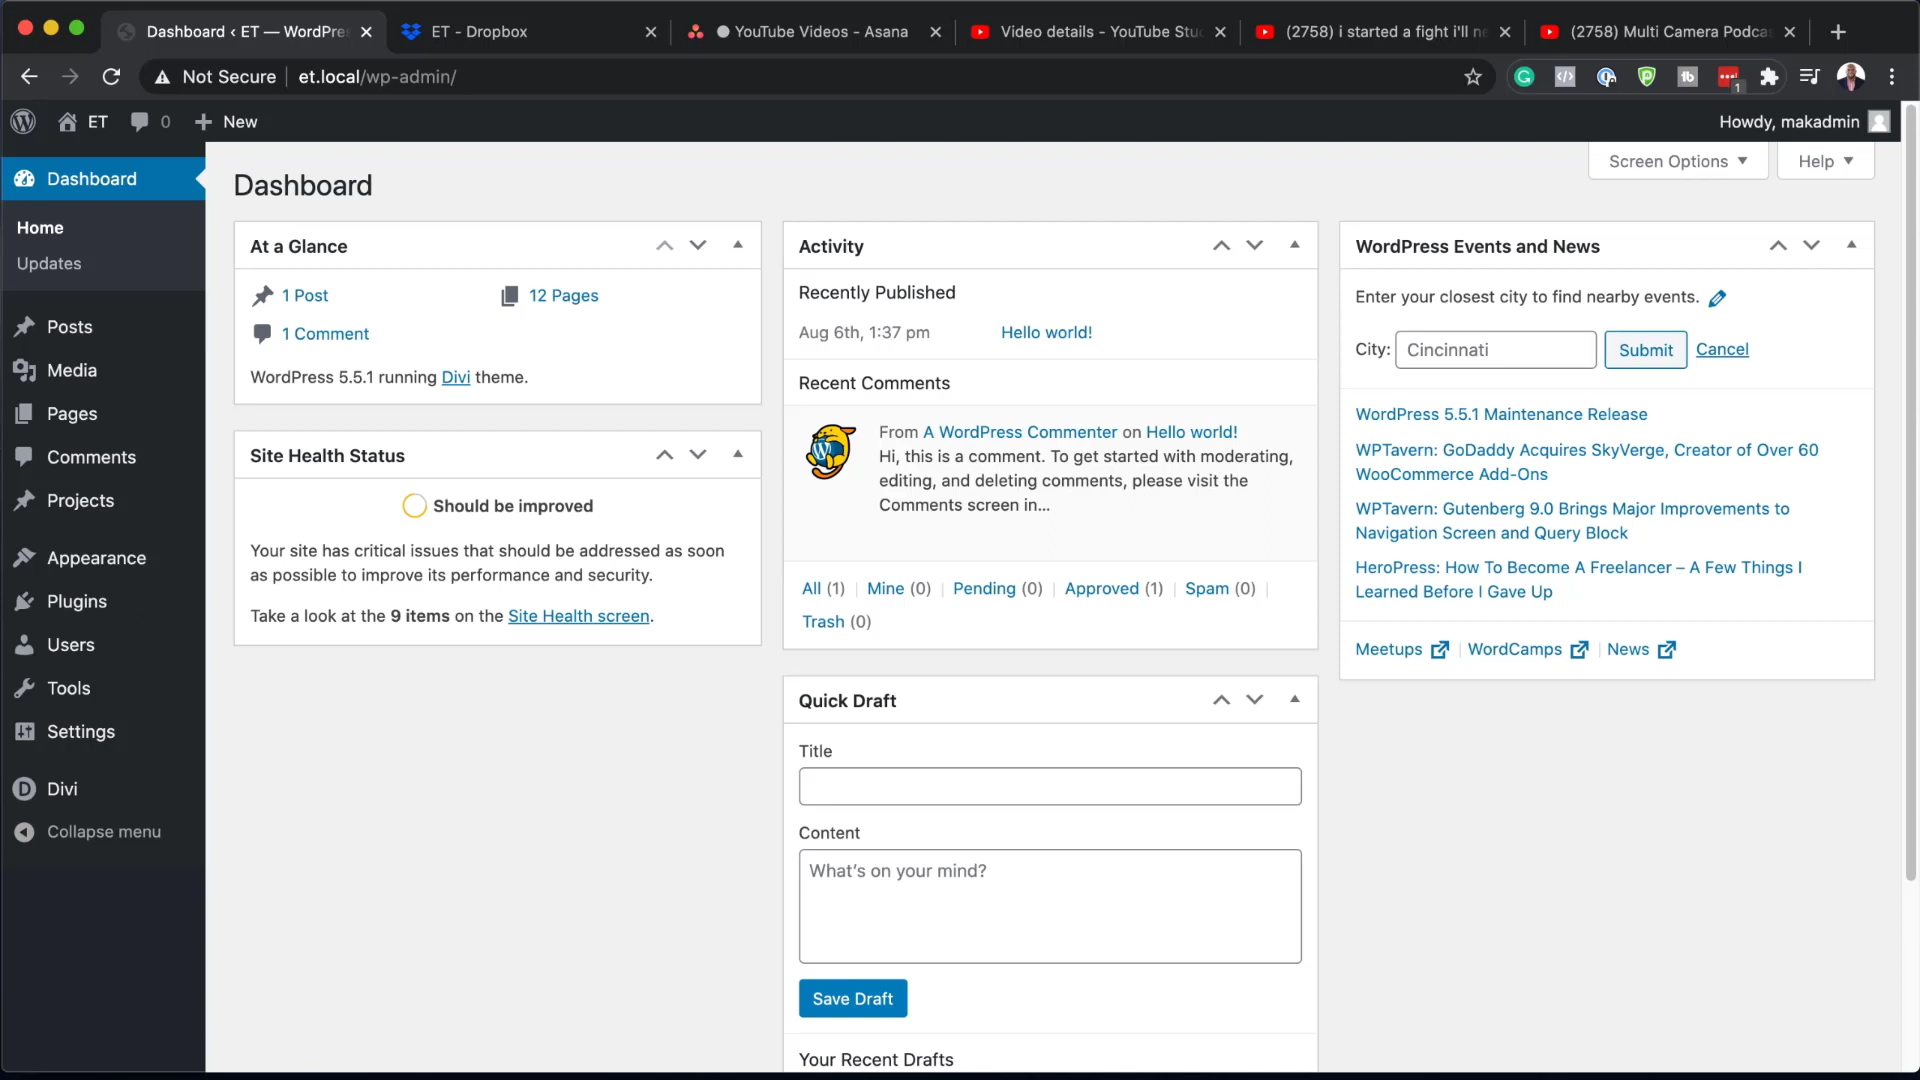 Dashboard ‹ ET — WordPre
ET - Dropbox
YouTube Videos - Asana
Video details - YouTube Stu
(2758) i started a fight i'll ne
(2758) Multi Camera Podca
Not Secure
et.local/wp-admin/
1
ET
0
New
Howdy, makadmin
Dashboard
Home
Updates
Posts
Media
Pages
Comments
Projects
Appearance
Plugins
Users
Tools
Settings
Divi
Collapse menu
Screen Options
Help
Dashboard
At a Glance
1 Post
12 Pages
1 Comment
WordPress 5.5.1 running Divi theme.
Site Health Status
Should be improved
Your site has critical issues that should be addressed as soon
as possible to improve its performance and security.
Take a look at the 9 items on the Site Health screen.
Activity
Recently Published
Aug 6th, 1:37 pm
Hello world!
Recent Comments
From A WordPress Commenter on Hello world!
Hi, this is a comment. To get started with moderating,
editing, and deleting comments, please visit the
Comments screen in…
All (1) | Mine (0) | Pending (0) | Approved (1) | Spam (0) |
Trash (0)
Quick Draft
Title
Content
What's on your mind?
Save Draft
Your Recent Drafts
WordPress Events and News
Enter your closest city to find nearby events.
City:
Cincinnati
Submit
Cancel
WordPress 5.5.1 Maintenance Release
WPTavern: GoDaddy Acquires SkyVerge, Creator of Over 60
WooCommerce Add-Ons
WPTavern: Gutenberg 9.0 Brings Major Improvements to
Navigation Screen and Query Block
HeroPress: How To Become A Freelancer – A Few Things I
Learned Before I Gave Up
Meetups | WordCamps | News